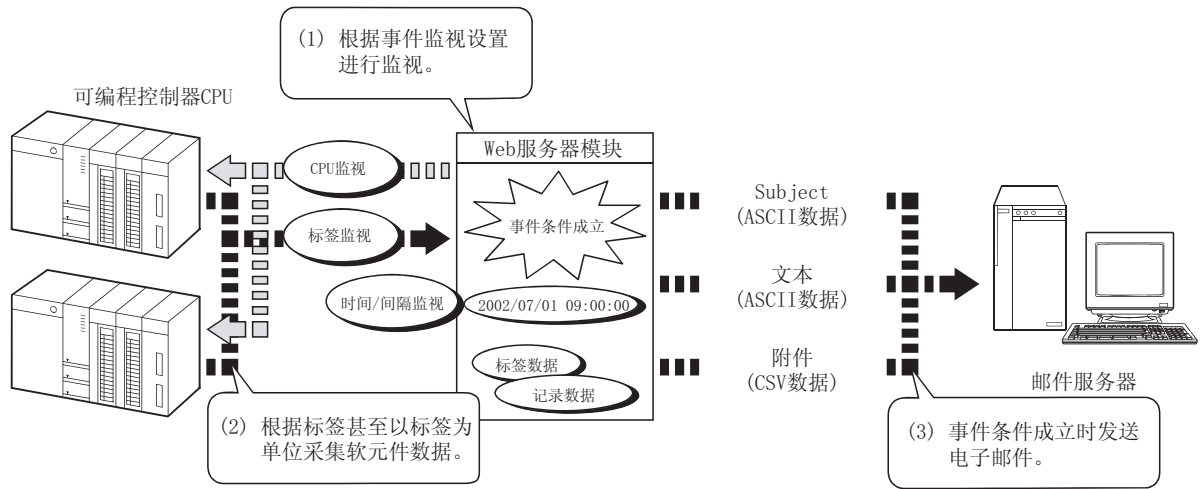 (1) 根据事件监视设置
进行监视。
可编程控制器CPU
Web服务器模块
CPU监视
事件条件成立
标签监视
时间/间隔监视
2002/07/01 09:00:00
标签数据
记录数据
Subject
(ASCII数据)
文本
(ASCII数据)
附件
(CSV数据)
邮件服务器
(2) 根据标签甚至以标签为
单位采集软元件数据。
(3) 事件条件成立时发送
电子邮件。